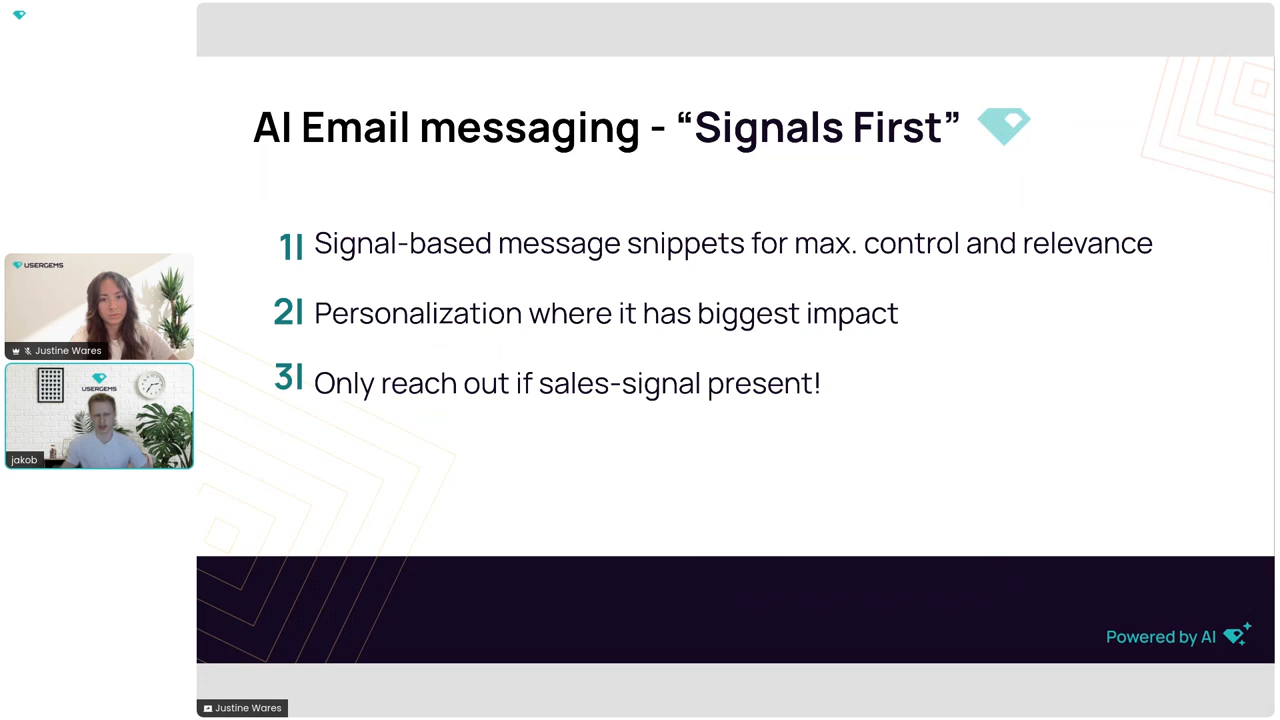 AI Email messaging - “Signals First”
1| Signal-based message snippets for max. control and relevance
2| Personalization where it has biggest impact
3| Only reach out if sales-signal present!
USERGEMS
Justine Wares
USERGEMS
jakob
Powered by AI
Justine Wares